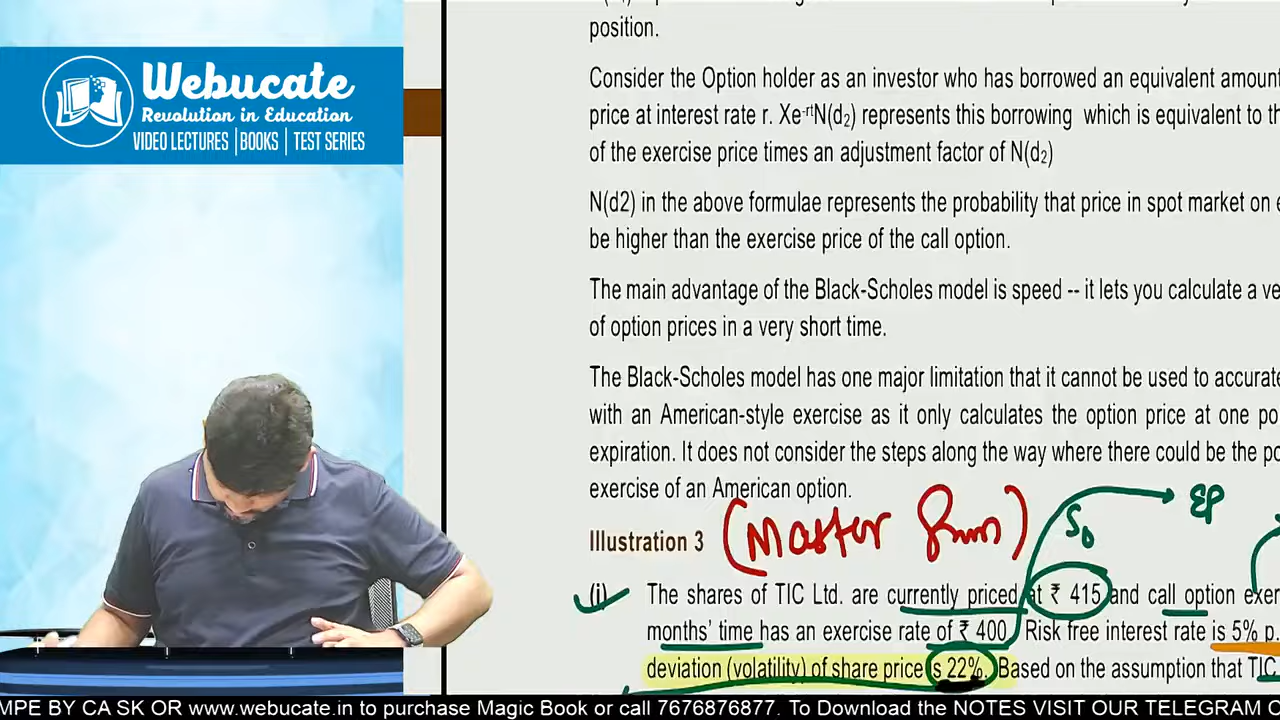 Webucate
Revolution in Education
VIDEO LECTURES | BOOKS | TEST SERIES
position.
Consider the Option holder as an investor who has borrowed an equivalent amount
price at interest rate r. Xe-rtN(d2) represents this borrowing which is equivalent to th
of the exercise price times an adjustment factor of N(d2)
N(d2) in the above formulae represents the probability that price in spot market on e
be higher than the exercise price of the call option.
The main advantage of the Black-Scholes model is speed -- it lets you calculate a ve
of option prices in a very short time.
The Black-Scholes model has one major limitation that it cannot be used to accurate
with an American-style exercise as it only calculates the option price at one po
expiration. It does not consider the steps along the way where there could be the po
exercise of an American option.
Illustration 3 (Master
S0 EP
(i) The shares of TIC Ltd. are currently priced at ₹ 415 and call option exer
months' time has an exercise rate of ₹ 400. Risk free interest rate is 5% p.
deviation (volatility) of share price is 22%. Based on the assumption that TIC
MPE BY CA SK OR www.webucate.in to purchase Magic Book or call 7676876877. To Download the NOTES VISIT OUR TELEGRAM C